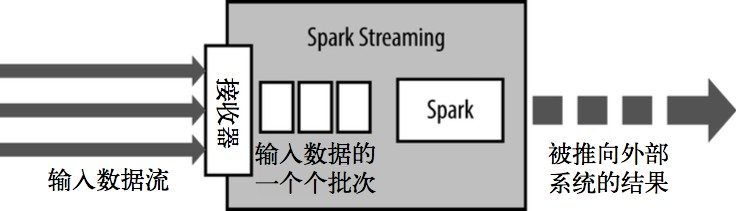 Spark Streaming
接收器
Spark
输入数据流
输入数据的
一个个批次
被推向外部
系统的结果